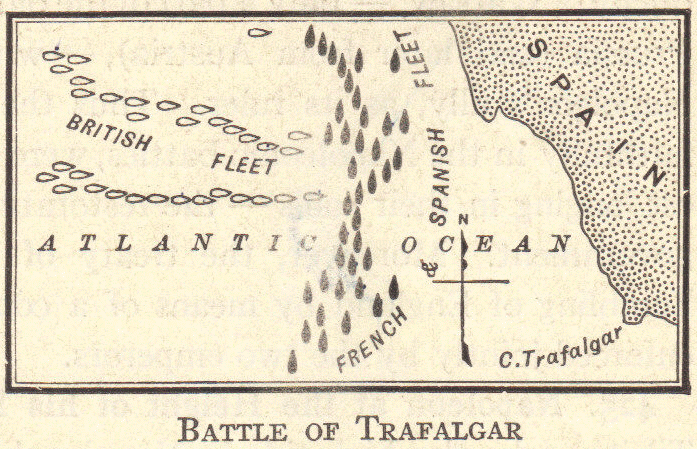 SPAIN
BRITISH FLEET
FRENCH & SPANISH FLEET
ATLANTIC OCEAN
N
C. Trafalgar
BATTLE OF TRAFALGAR